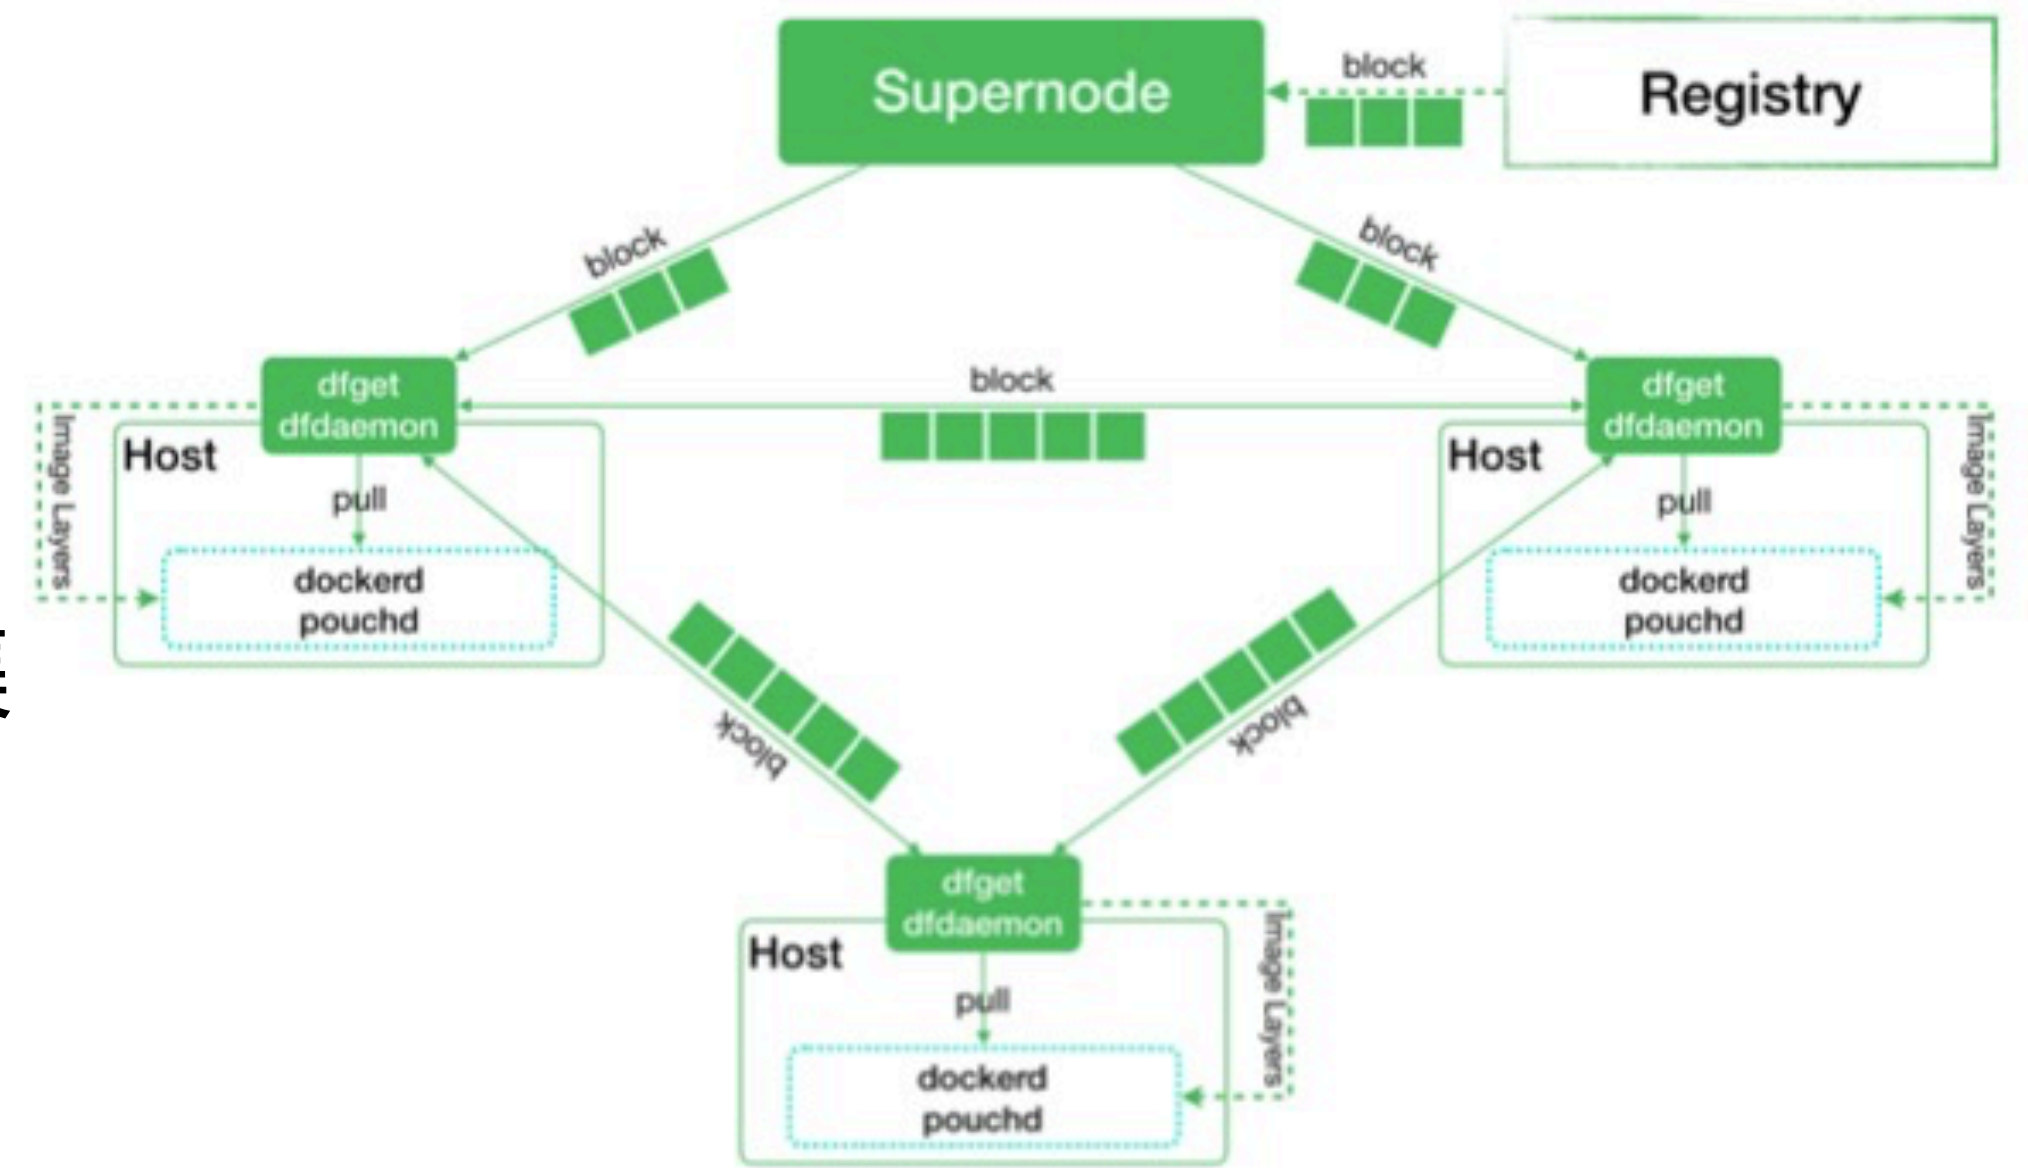 Supernode
block
Registry
block
block
dfget
dfdaemon
block
dfget
dfdaemon
Image Layers
Host
pull
dockerd
pouchd
Host
pull
dockerd
pouchd
Image Layers
block
block
dfget
dfdaemon
Host
pull
dockerd
pouchd
Image Layers